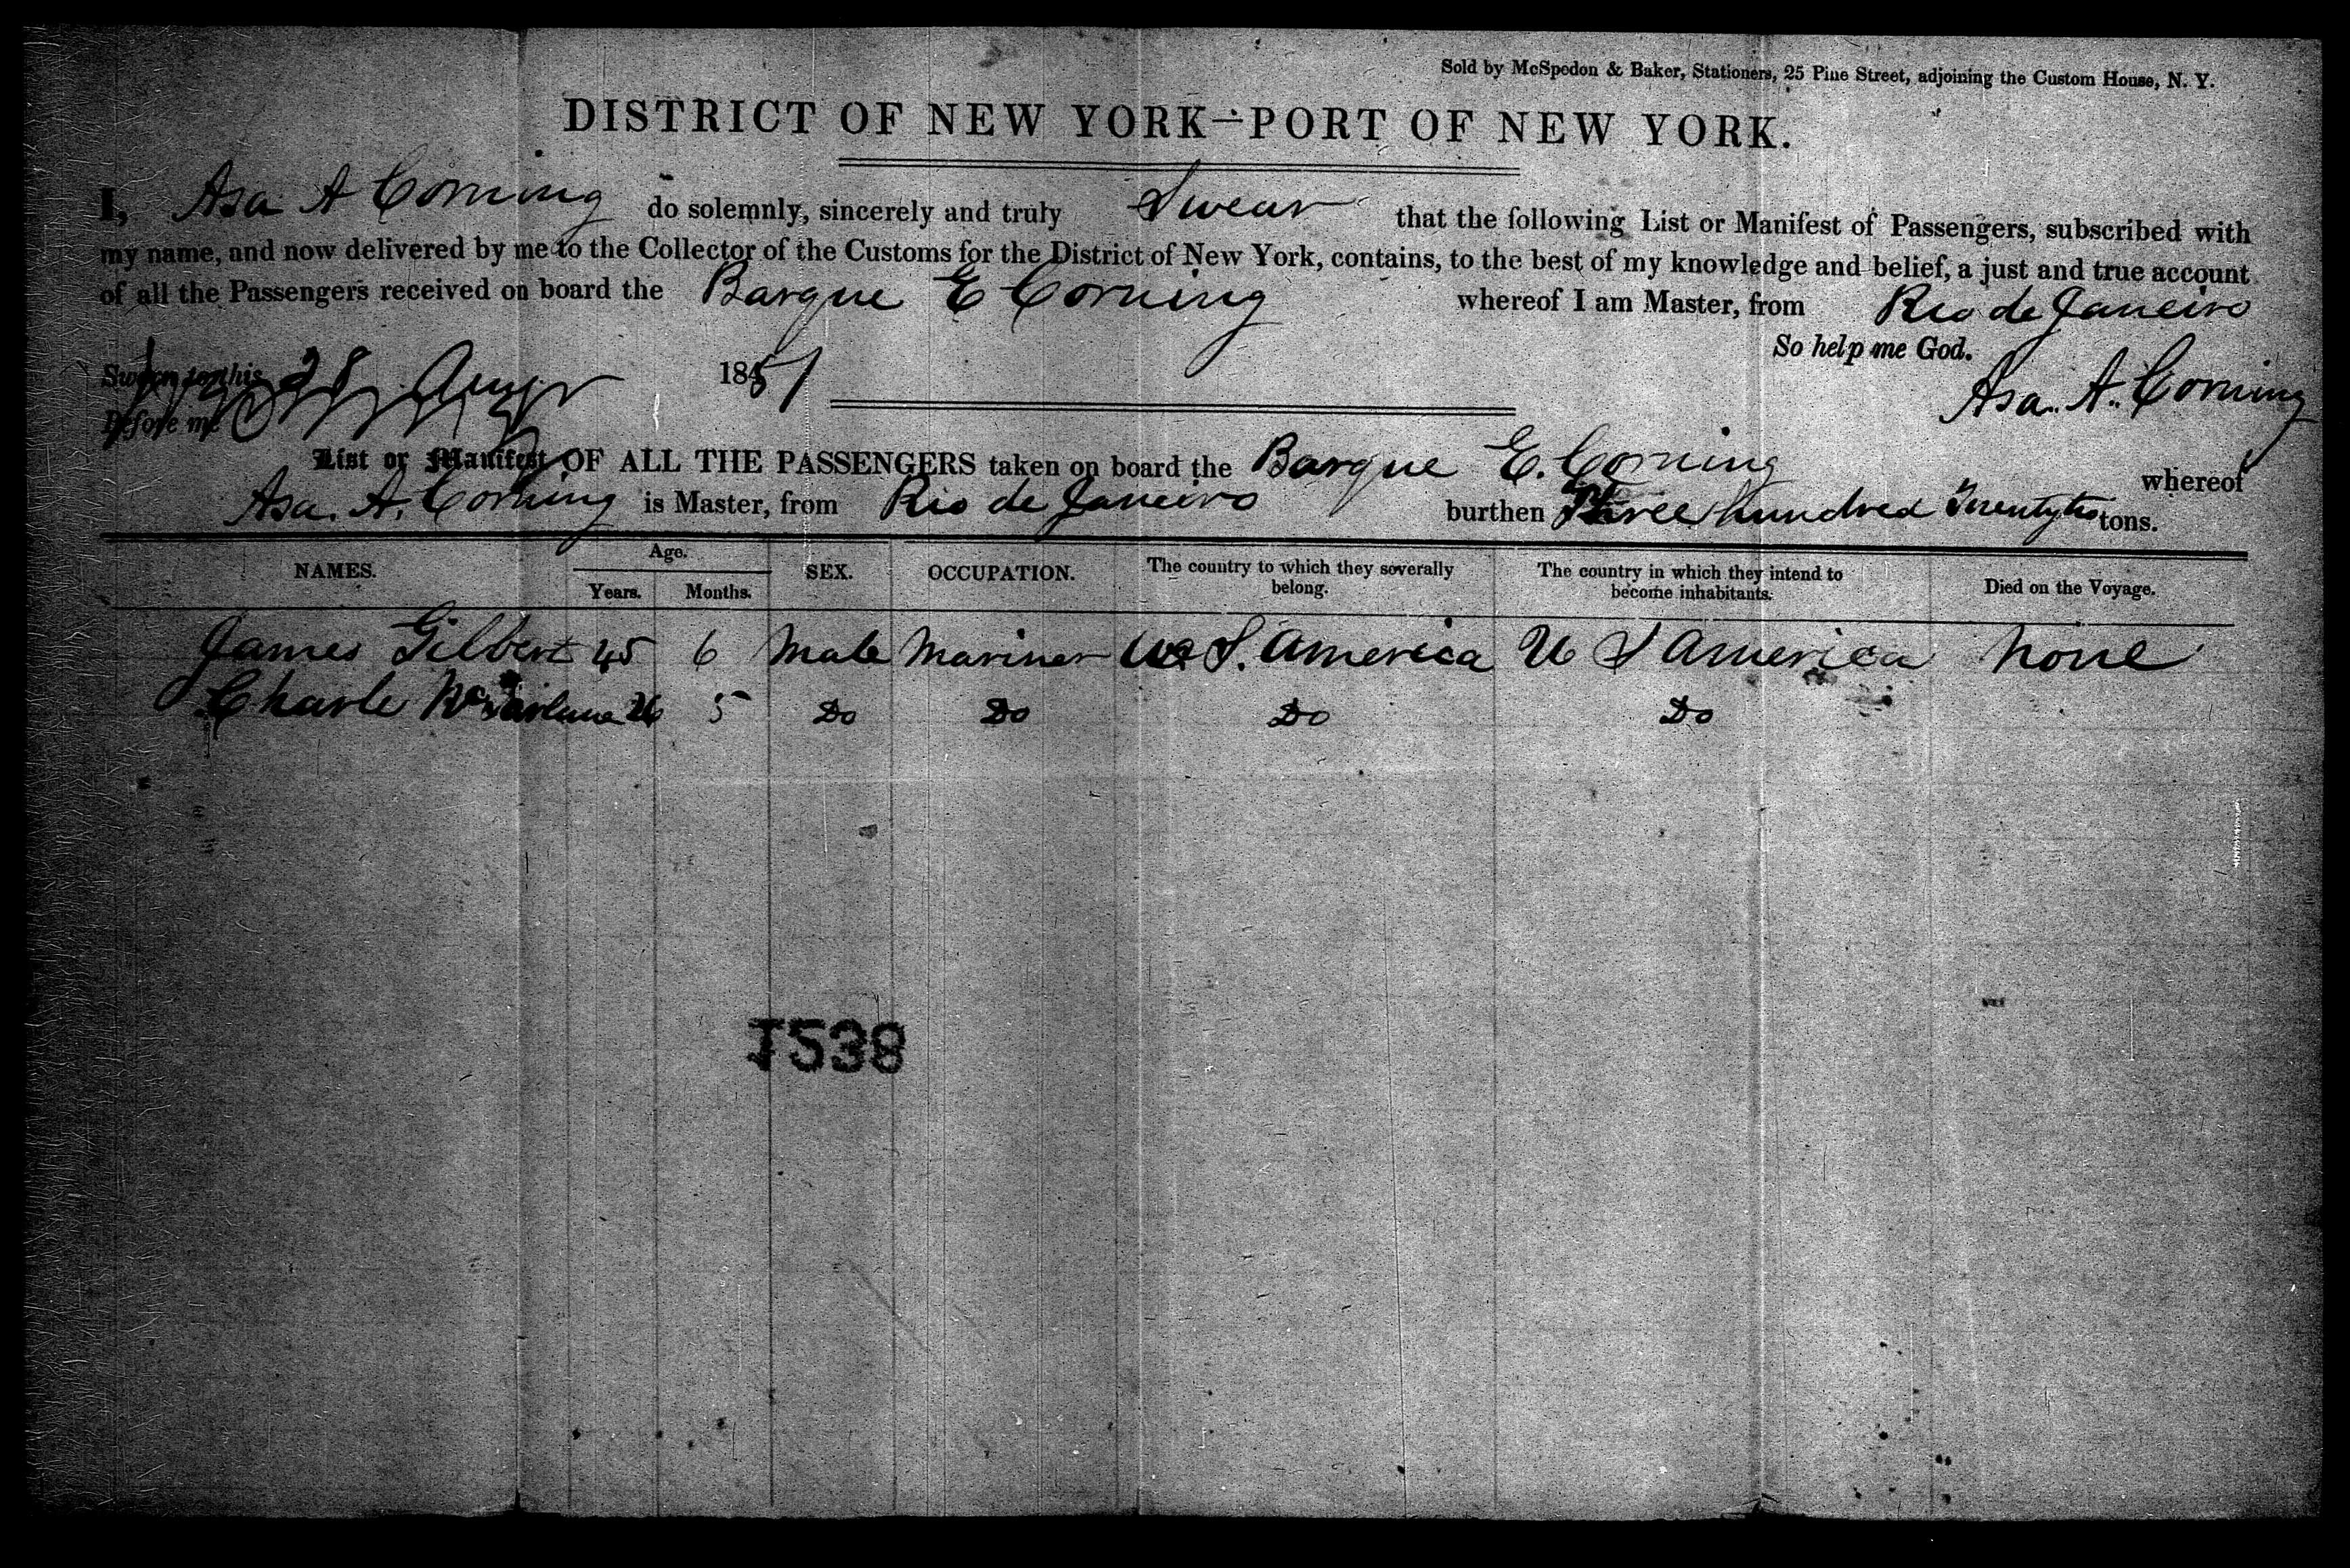 Sold by McSpedon & Baker, Stationers, 25 Pine Street, adjoining the Custom House, N. Y.
DISTRICT OF NEW YORK—PORT OF NEW YORK.
I, Asa A Corning do solemnly, sincerely and truly Swear that the following List or Manifest of Passengers, subscribed with
my name, and now delivered by me to the Collector of the Customs for the District of New York, contains, to the best of my knowledge and belief, a just and true account
of all the Passengers received on board the Barque E Corning whereof I am Master, from Rio de Janeiro
So help me God.
Sworn to this 28 1851
Before me
Asa. A. Corning
List or Manifest OF ALL THE PASSENGERS taken on board the Barque E. Corning whereof
Asa. A. Corning is Master, from Rio de Janeiro burthen Three hundred Twenty tons.
NAMES. Age. Years. Months. SEX. OCCUPATION. The country to which they severally belong. The country in which they intend to become inhabitants. Died on the Voyage.
James Gilbert 45 6 Male Mariner U S. America U S America None
Charle McFarlane 26 5 Do Do Do Do
1538